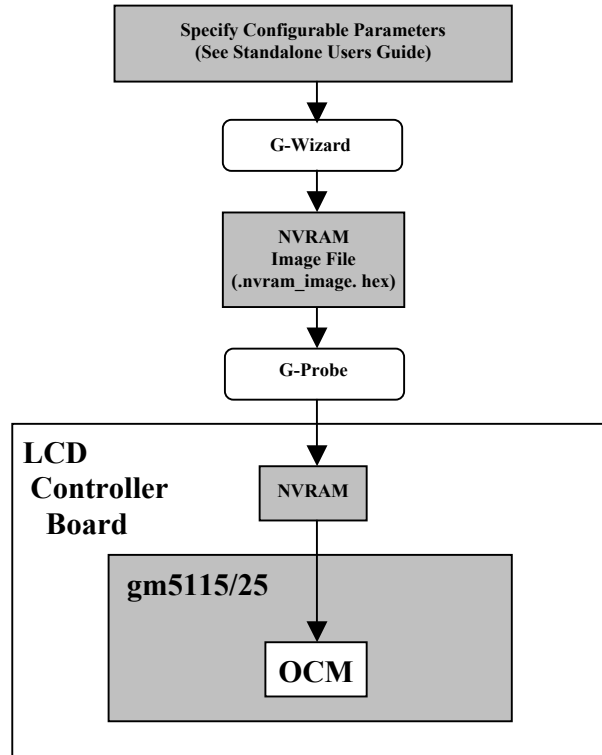 Specify Configurable Parameters
(See Standalone Users Guide)
G-Wizard
NVRAM
Image File
(.nvram_image. hex)
G-Probe
LCD
Controller
Board
NVRAM
gm5115/25
OCM